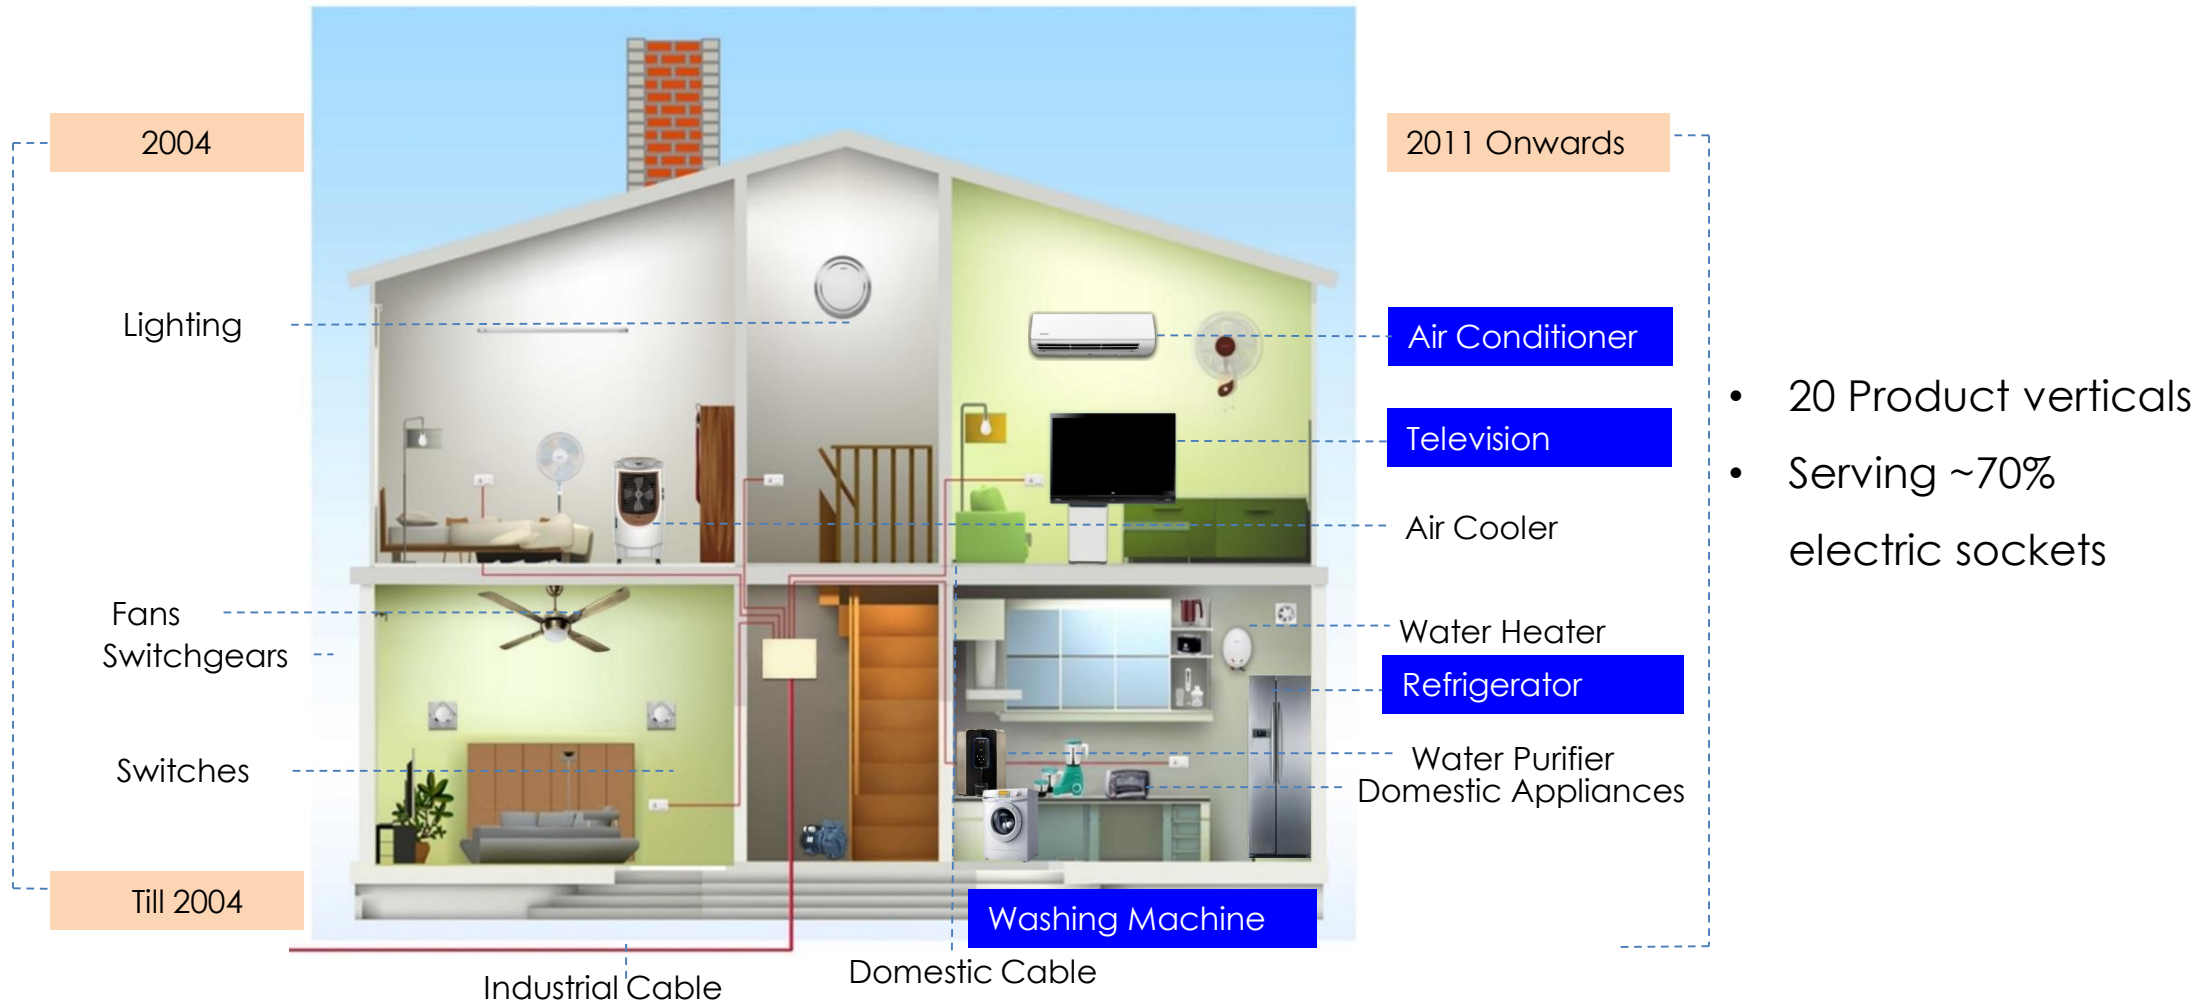 2004
Lighting
Fans
Switchgears
Switches
Till 2004
Industrial Cable
Domestic Cable
Washing Machine
2011 Onwards
Air Conditioner
Television
Air Cooler
Water Heater
Refrigerator
Water Purifier
Domestic Appliances
• 20 Product verticals
• Serving ~70%
electric sockets